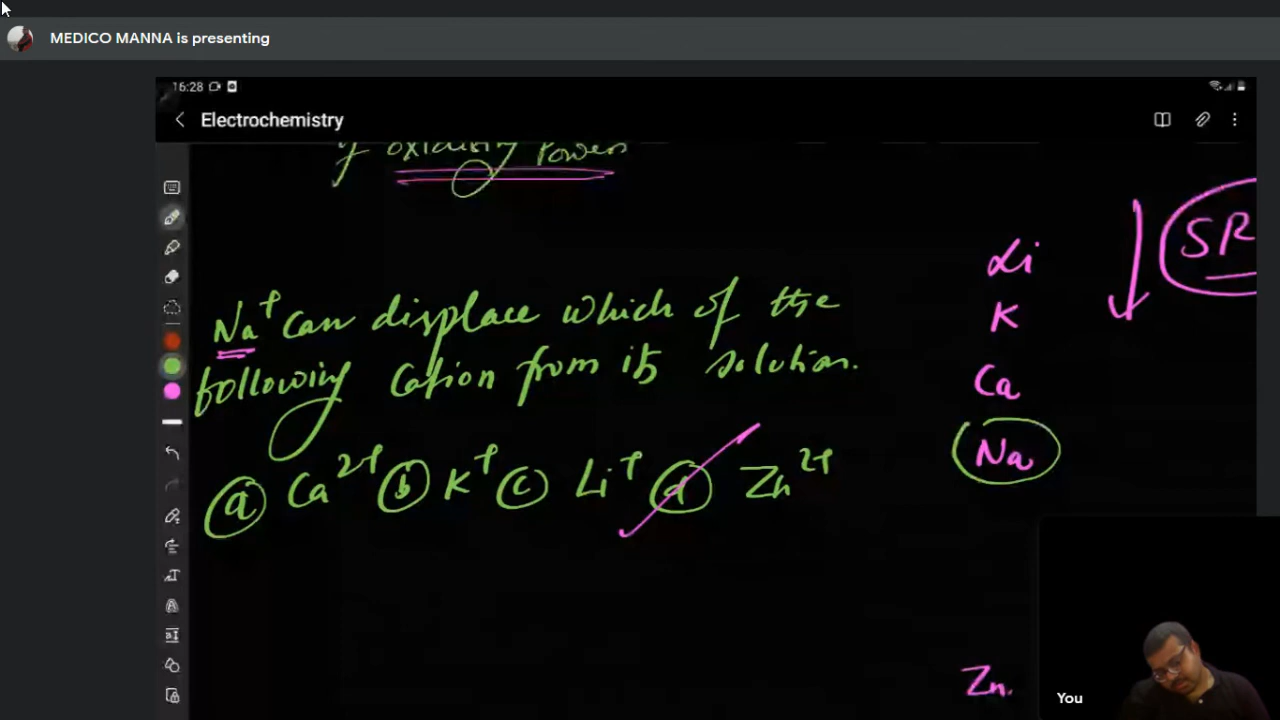 MEDICO MANNA is presenting
16:28
Electrochemistry
of oxidising Power
SR
Li
K
Ca
Na
Na+ can displace which of the
following Cation from its solution.
(a) Ca2+ (b) K+ (c) Li+ (d) Zn2+
Zn.
You